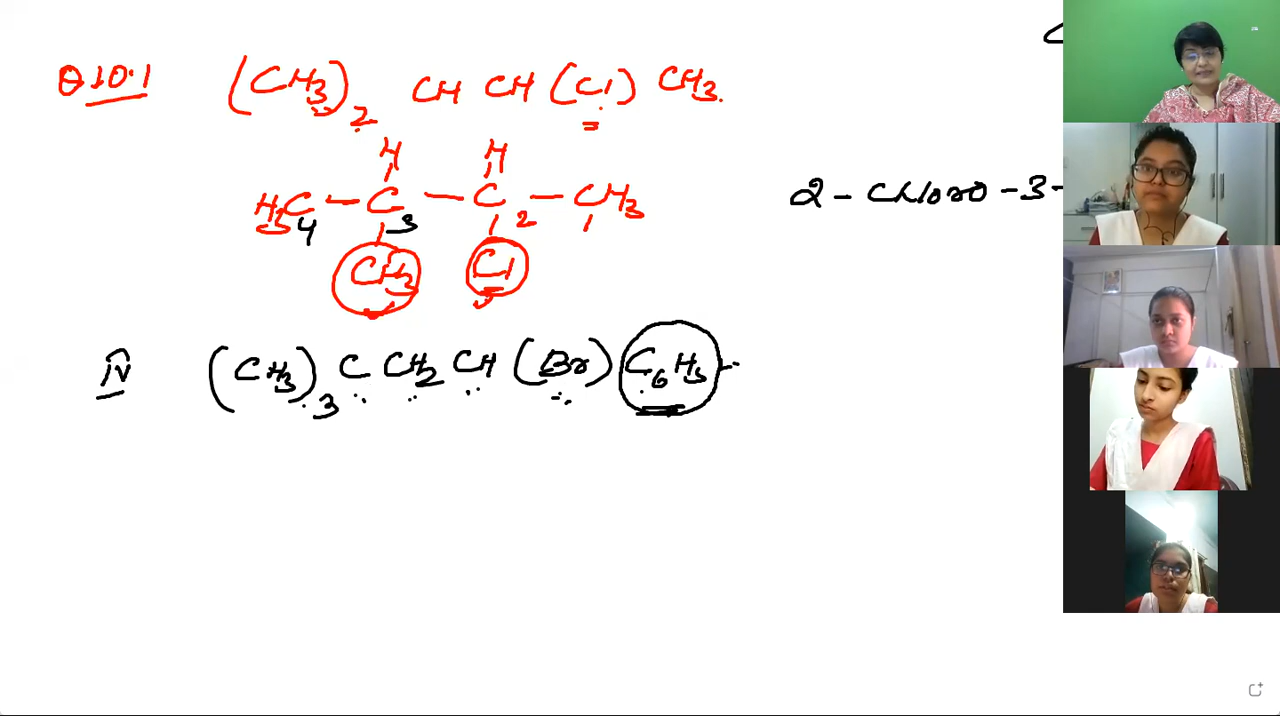 Q 10.1 (CH3)2 CH CH (Cl) CH3.
H H
H3C - C - C - CH3
4 3 2 1
CH3 Cl
2 - Chloro - 3 -
iv (CH3)3 C CH2 CH (Br) C6H5